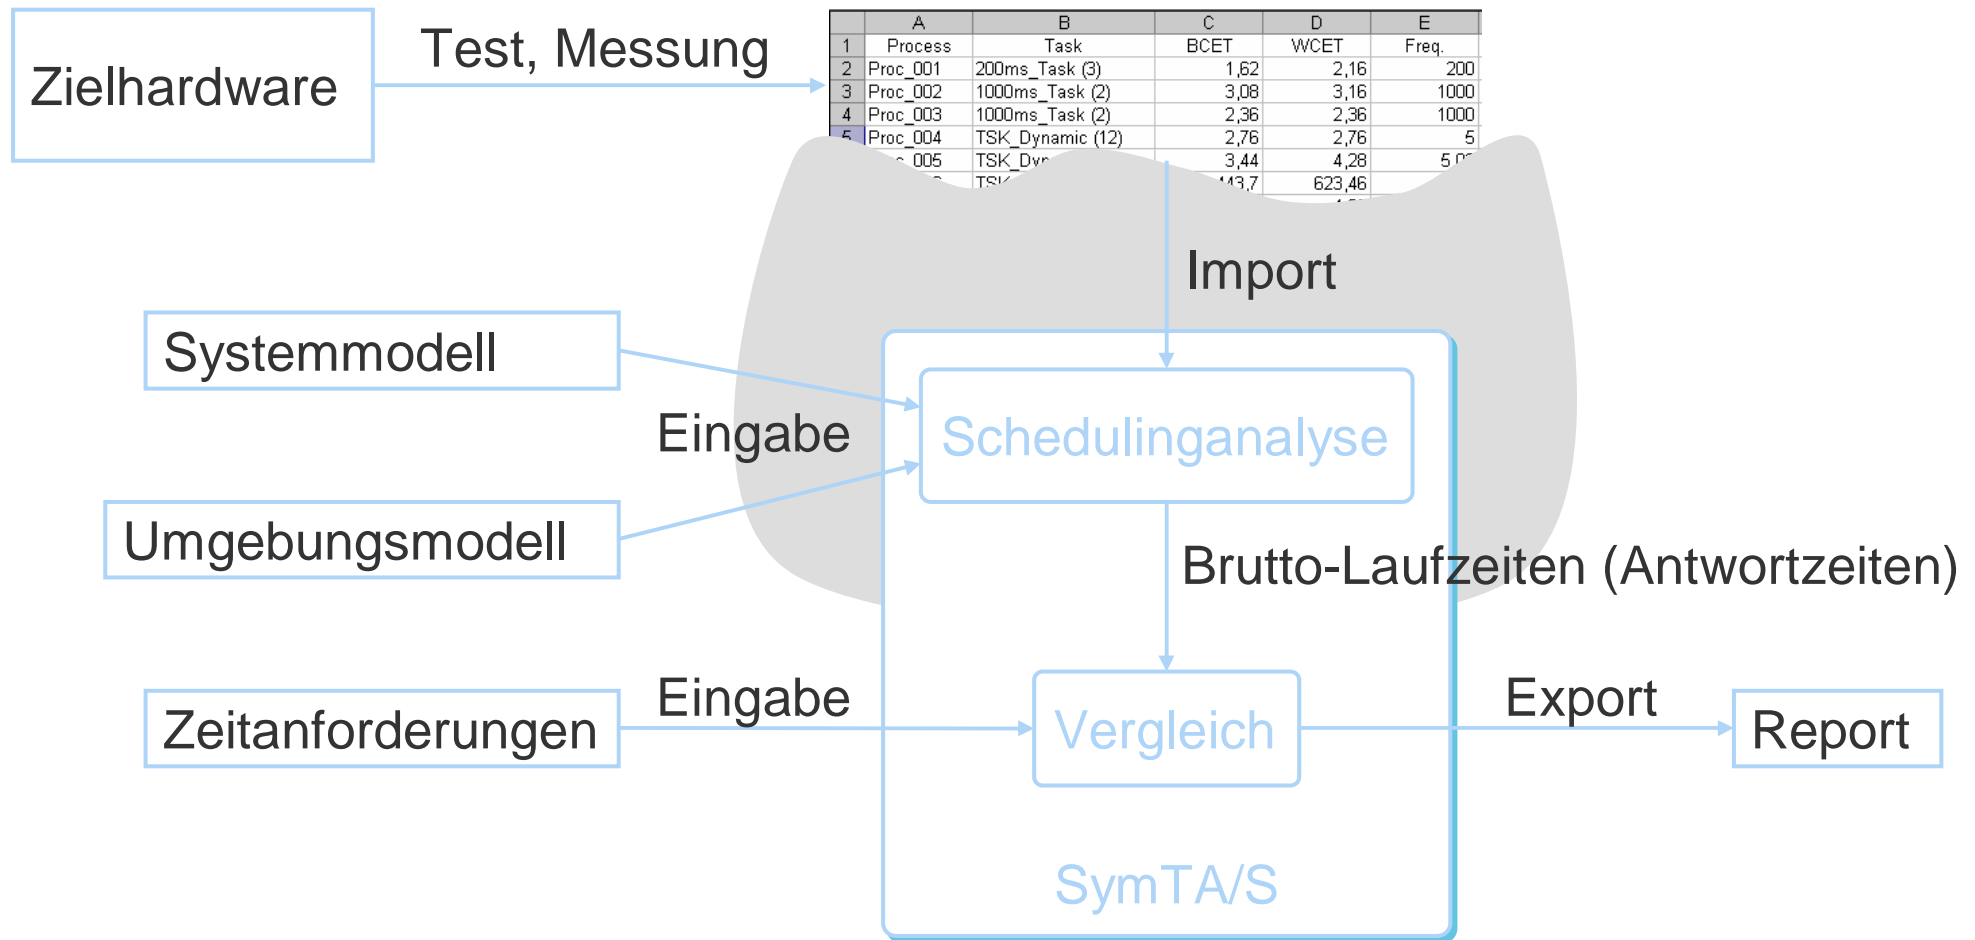 Zielhardware
Test, Messung
A B C D E
1 Process Task BCET WCET Freq.
2 Proc_001 200ms_Task (3) 1,62 2,16 200
3 Proc_002 1000ms_Task (2) 3,08 3,16 1000
4 Proc_003 1000ms_Task (2) 2,36 2,36 1000
5 Proc_004 TSK_Dynamic (12) 2,76 2,76 5
005 3,44 4,28
623,46
Import
Systemmodell
Eingabe
Schedulinganalyse
Umgebungsmodell
Brutto-Laufzeiten (Antwortzeiten)
Zeitanforderungen
Eingabe
Vergleich
Export
Report
SymTA/S